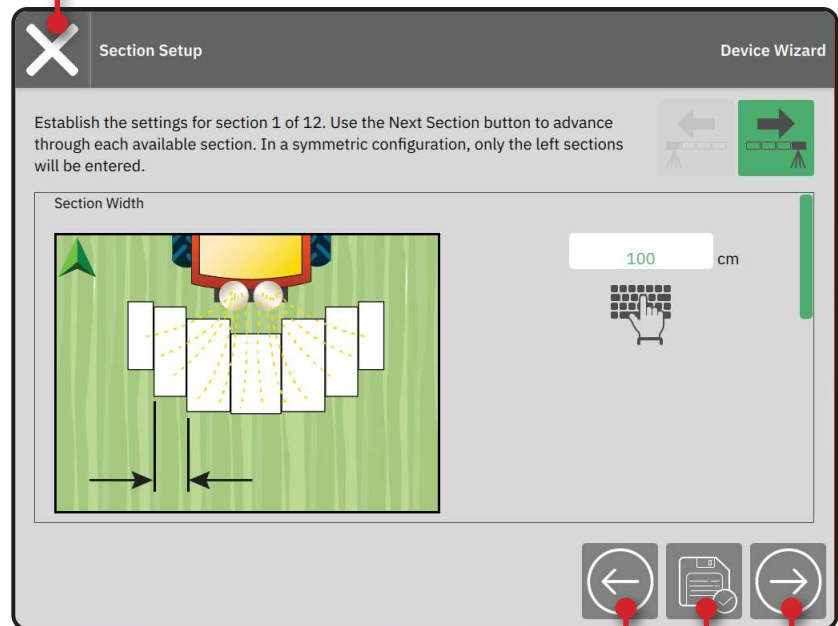 Section Setup
Device Wizard
Establish the settings for section 1 of 12. Use the Next Section button to advance
through each available section. In a symmetric configuration, only the left sections
will be entered.
Section Width
100 cm